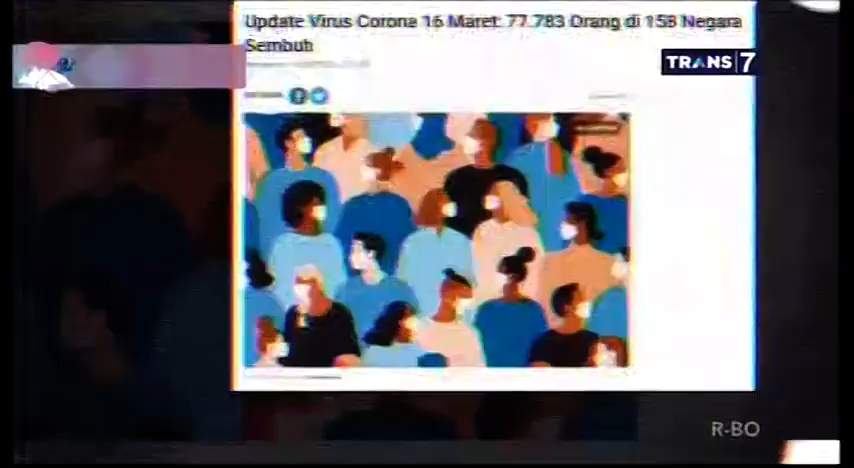 Update Virus Corona 16 Maret: 77.783 Orang di 158 Negara
Sembuh
TRANS|7
R-BO